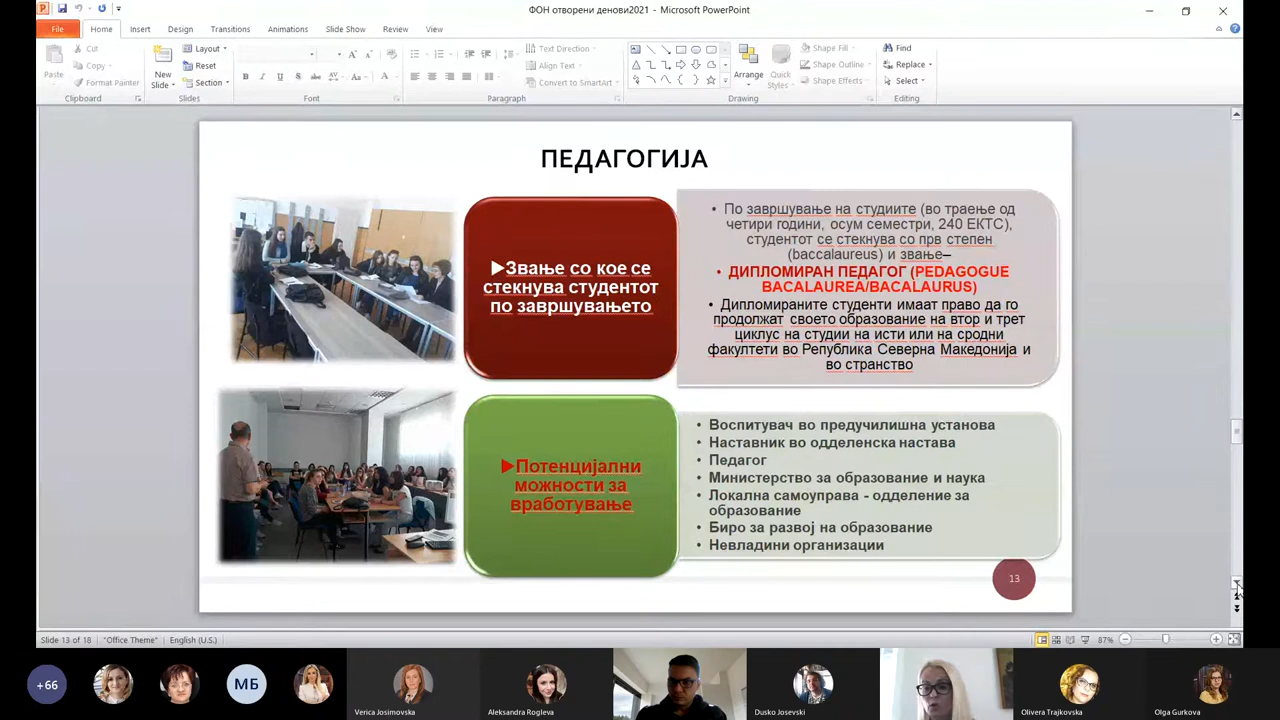 ФОН отворени денови2021 - Microsoft PowerPoint
File Home Insert Design Transitions Animations Slide Show Review View
Paste
Cut
Copy
Format Painter
Clipboard
New
Slide
Layout
Reset
Section
Slides
Font
Text Direction
Align Text
Convert to SmartArt
Paragraph
Arrange
Quick
Styles
Shape Fill
Shape Outline
Shape Effects
Drawing
Find
Replace
Select
Editing
ПЕДАГОГИЈА
Звање со кое се
стекнува студентот
по завршувањето
• По завршување на студиите (во траење од
четири години, осум семестри, 240 ЕКТС),
студентот се стекнува со прв степен
(baccalaureus) и звање–
• ДИПЛОМИРАН ПЕДАГОГ (PEDAGOGUE
BACALAUREA/BACALAURUS)
• Дипломираните студенти имаат право да го
продолжат своето образование на втор и трет
циклус на студии на исти или на сродни
факултети во Република Северна Македонија и
во странство
Потенцијални
можности за
вработување
• Воспитувач во предучилишна установа
• Наставник во одделенска настава
• Педагог
• Министерство за образование и наука
• Локална самоуправа - одделение за
образование
• Биро за развој на образование
• Невладини организации
13
Slide 13 of 18 "Office Theme" English (U.S.) 87%
+66
МБ
Verica Josimovska
Aleksandra Rogleva
Dusko Josevski
Olivera Trajkovska
Olga Gurkova